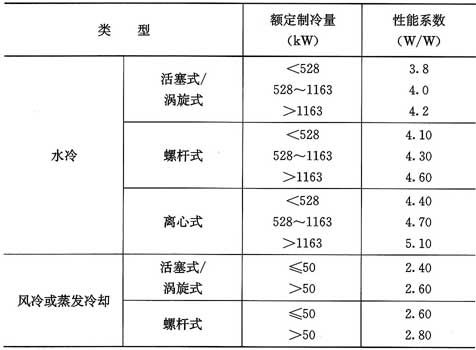 类 型 额定制冷量 (kW) 性能系数 (W/W)
水冷 活塞式/涡旋式 <528 3.8
528~1163 4.0
>1163 4.2
螺杆式 <528 4.10
528~1163 4.30
>1163 4.60
离心式 <528 4.40
528~1163 4.70
>1163 5.10
风冷或蒸发冷却 活塞式/涡旋式 ≤50 2.40
>50 2.60
螺杆式 ≤50 2.60
>50 2.80